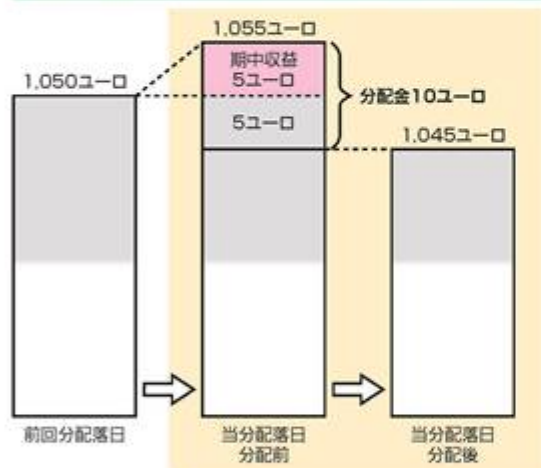 1,055ユーロ
期中収益
5ユーロ
1,050ユーロ
分配金10ユーロ
5ユーロ
1,045ユーロ
前回分配落日
当分配落日
分配前
当分配落日
分配後